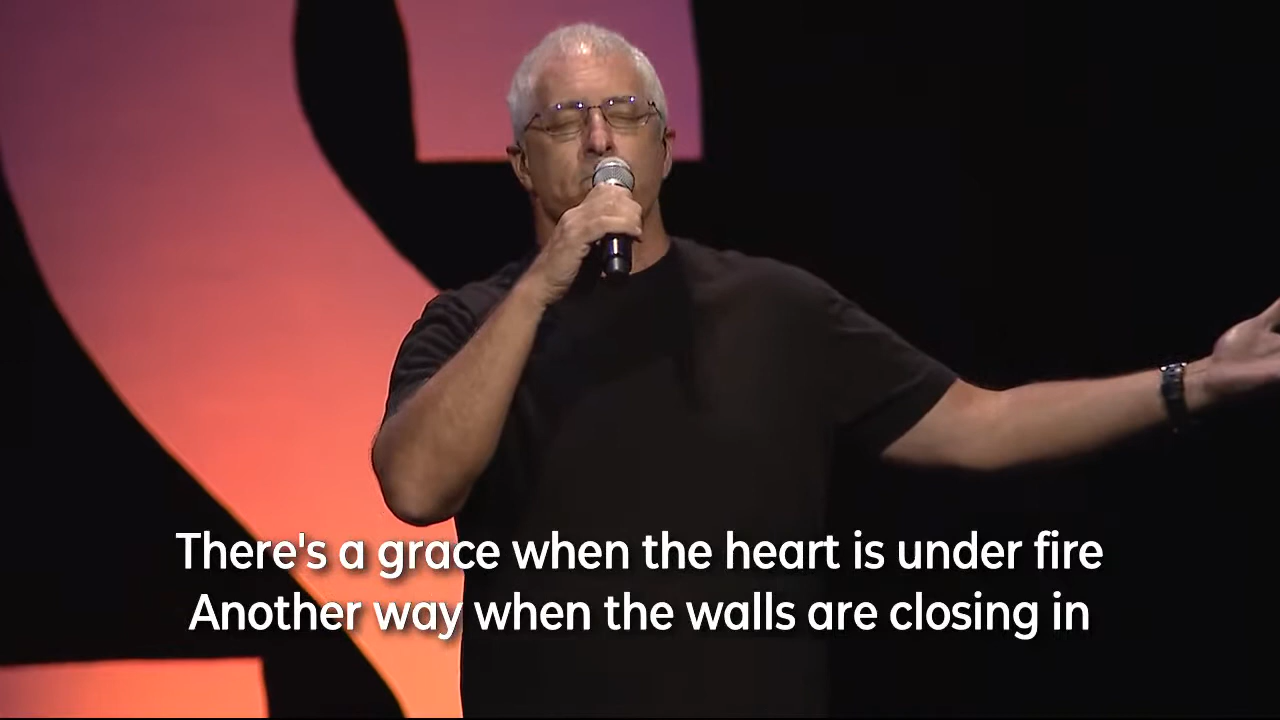 There's a grace when the heart is under fire
Another way when the walls are closing in